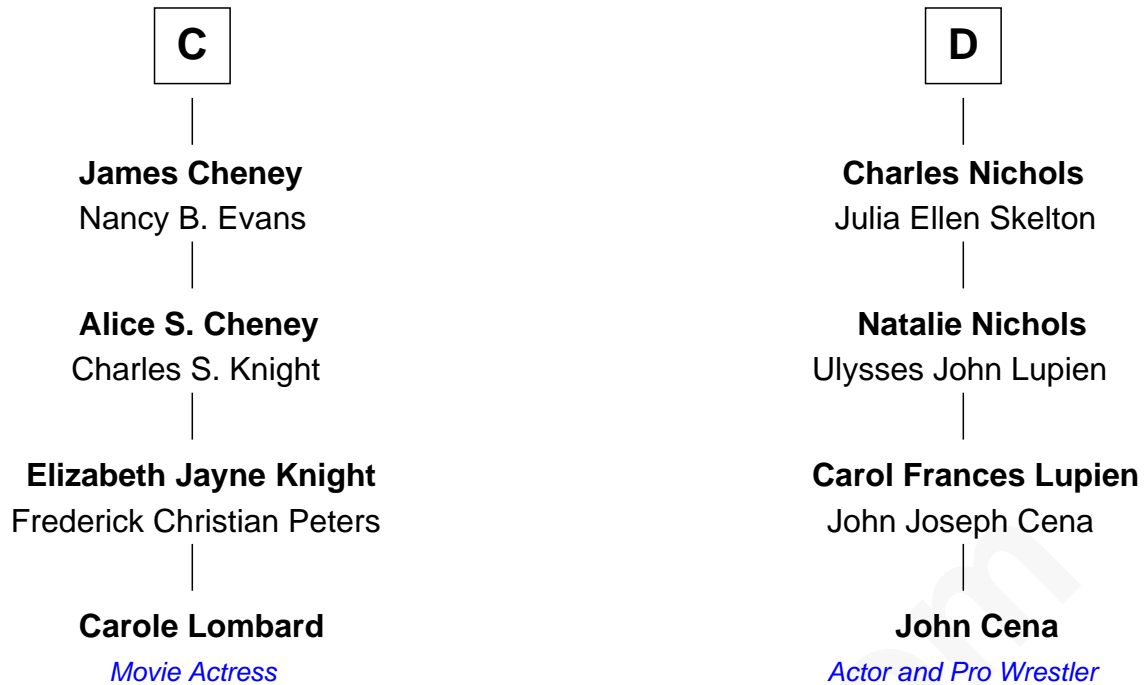 C
James Cheney
Nancy B. Evans
Alice S. Cheney
Charles S. Knight
Elizabeth Jayne Knight
Frederick Christian Peters
Carole Lombard
Movie Actress
D
Charles Nichols
Julia Ellen Skelton
Natalie Nichols
Ulysses John Lupien
Carol Frances Lupien
John Joseph Cena
John Cena
Actor and Pro Wrestler